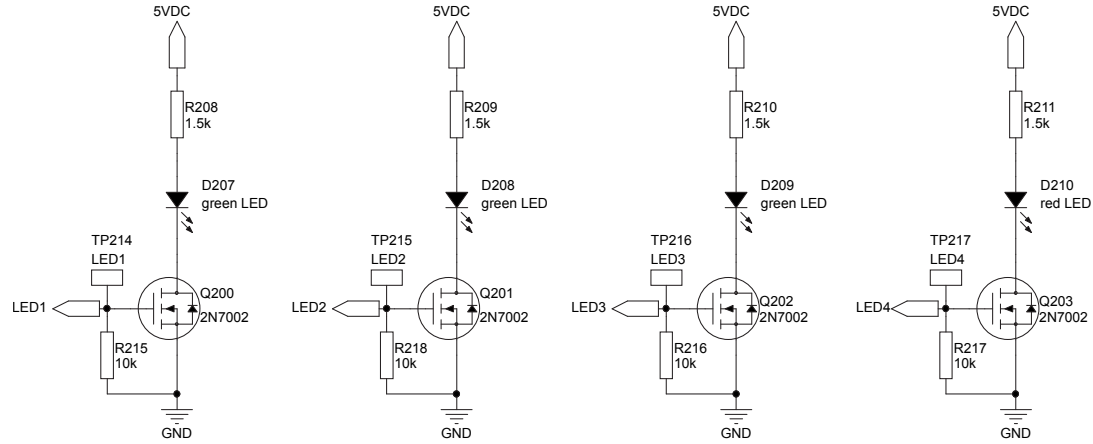 5VDC
R208
1.5k
D207
green LED
TP214
LED1
LED1
Q200
2N7002
R215
10k
GND
5VDC
R209
1.5k
D208
green LED
TP215
LED2
LED2
Q201
2N7002
R218
10k
GND
5VDC
R210
1.5k
D209
green LED
TP216
LED3
LED3
Q202
2N7002
R216
10k
GND
5VDC
R211
1.5k
D210
red LED
TP217
LED4
LED4
Q203
2N7002
R217
10k
GND